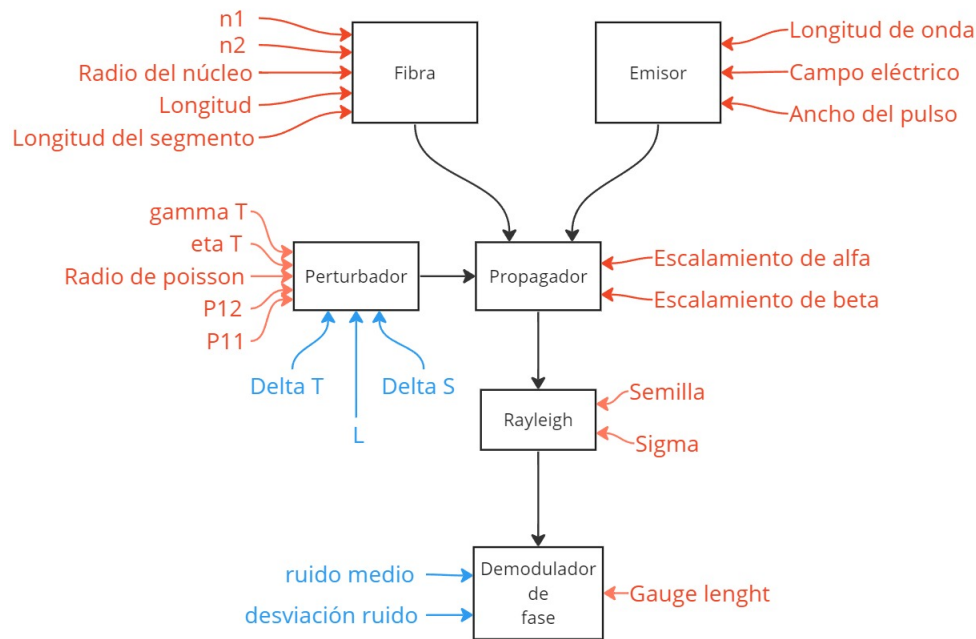 n1
n2
Radio del núcleo
Longitud
Longitud del segmento
Fibra
Emisor
Longitud de onda
Campo eléctrico
Ancho del pulso
gamma T
eta T
Radio de poisson
P12
P11
Perturbador
Propagador
Escalamiento de alfa
Escalamiento de beta
Delta T
L
Delta S
Rayleigh
Semilla
Sigma
ruido medio
desviación ruido
Demodulador
de
fase
Gauge lenght